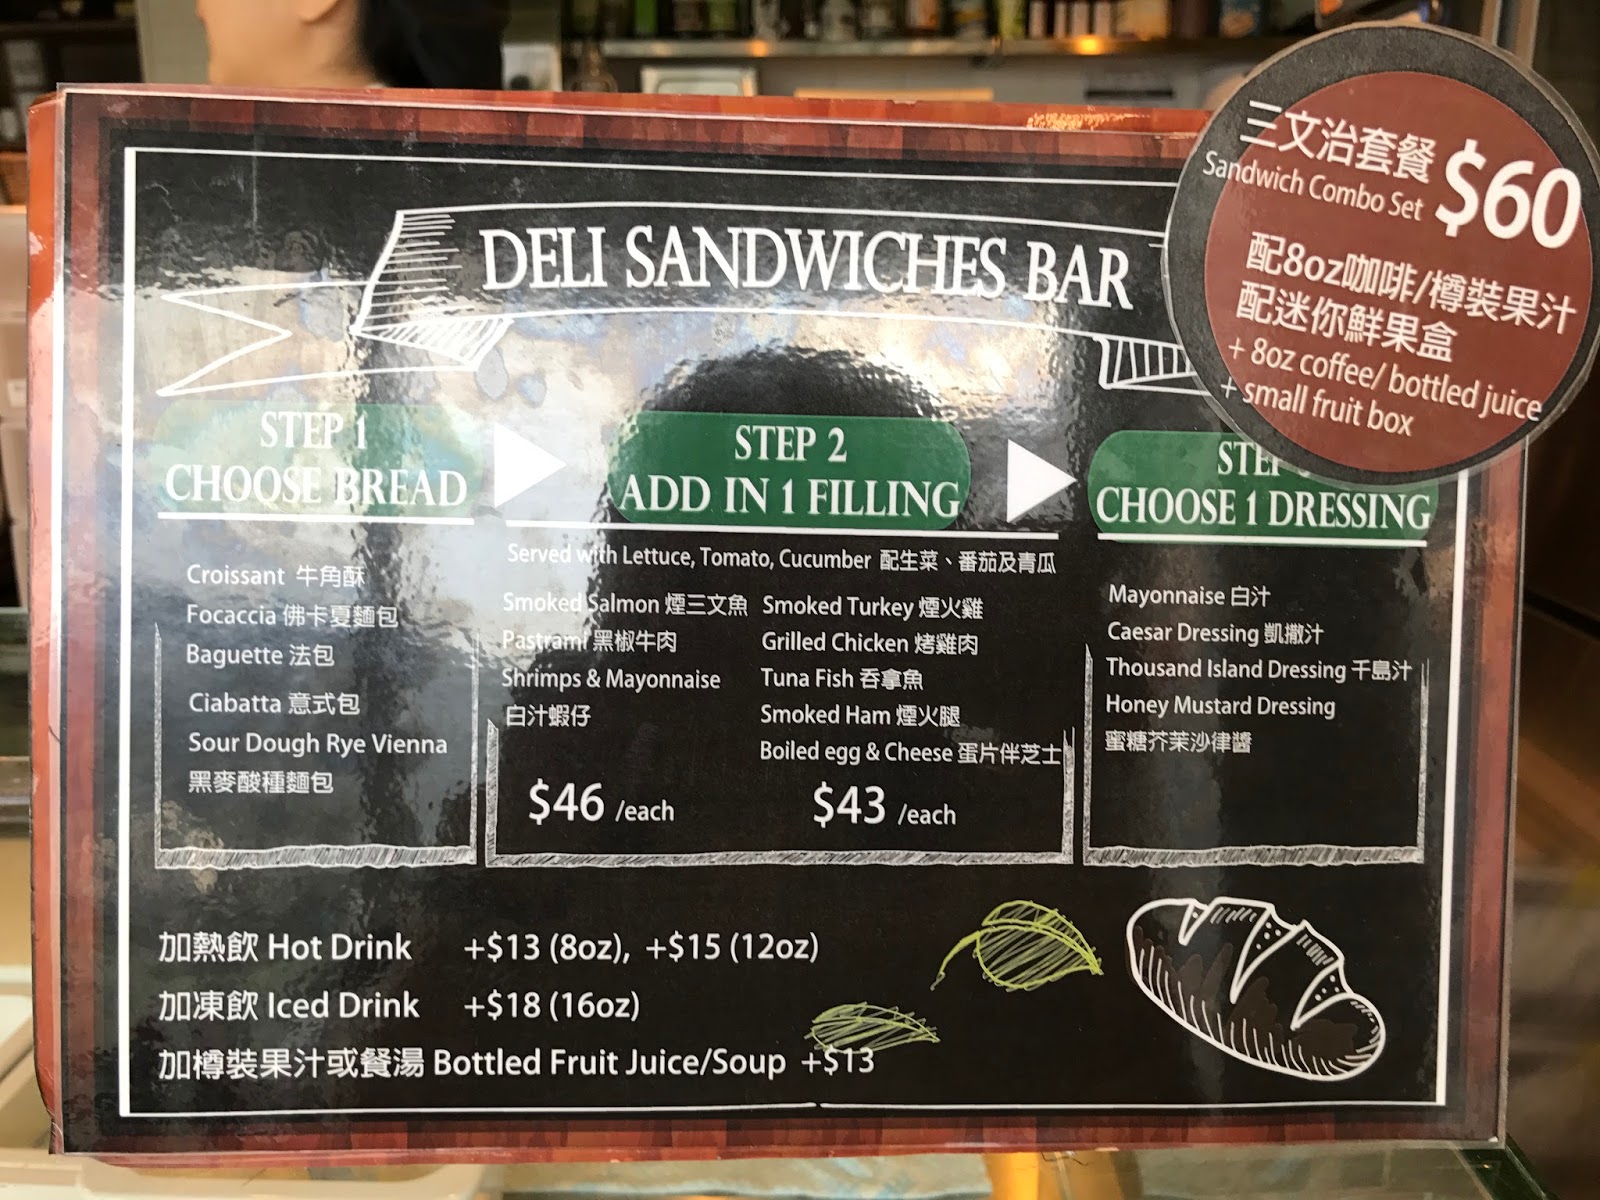 三文治套餐 $60
Sandwich Combo Set
配8oz咖啡/樽裝果汁
配迷你鮮果盒
+ 8oz coffee/ bottled juice
+ small fruit box
DELI SANDWICHES BAR
STEP 1
CHOOSE BREAD
Croissant 牛角酥
Focaccia 佛卡夏麵包
Baguette 法包
Ciabatta 意式包
Sour Dough Rye Vienna
黑麥酸種麵包
STEP 2
ADD IN 1 FILLING
Served with Lettuce, Tomato, Cucumber 配生菜、番茄及青瓜
Smoked Salmon 煙三文魚
Pastrami 黑椒牛肉
Shrimps & Mayonnaise
白汁蝦仔
$46 /each
Smoked Turkey 煙火雞
Grilled Chicken 烤雞肉
Tuna Fish 吞拿魚
Smoked Ham 煙火腿
Boiled egg & Cheese 蛋片伴芝士
$43 /each
STEP
CHOOSE 1 DRESSING
Mayonnaise 白汁
Caesar Dressing 凱撒汁
Thousand Island Dressing 千島汁
Honey Mustard Dressing
蜜糖芥茉沙律醬
加熱飲 Hot Drink +$13 (8oz), +$15 (12oz)
加凍飲 Iced Drink +$18 (16oz)
加樽裝果汁或餐湯 Bottled Fruit Juice/Soup +$13